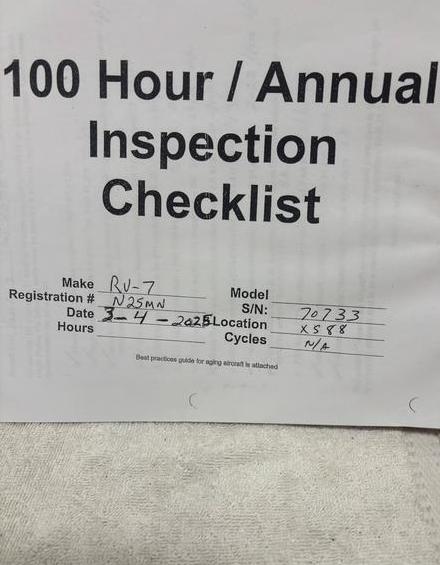 100 Hour / Annual
Inspection
Checklist
Make RV-7
Model
Registration # N25MN
S/N: 70733
Date 3-4-2025
Location X588
Hours
Cycles N/A
Best practices guide for aging aircraft is attached